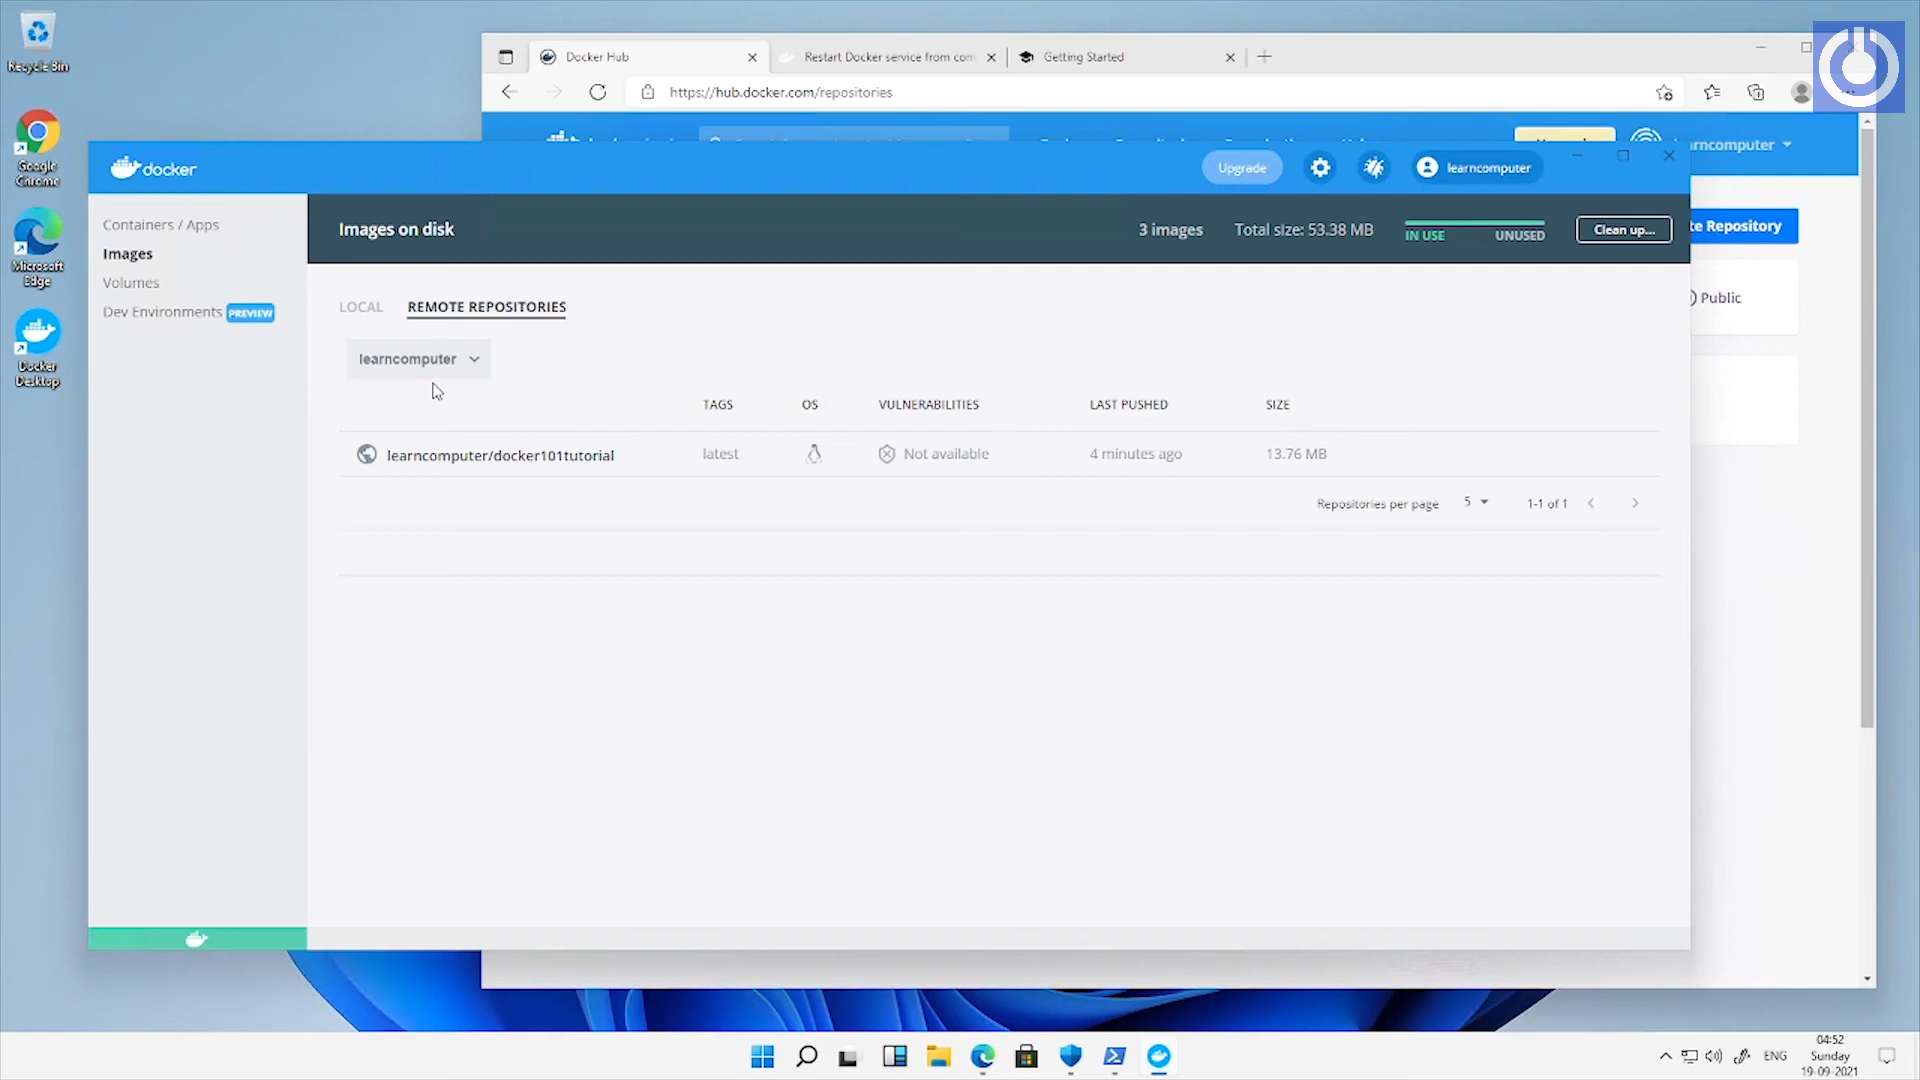 Recycle Bin
Google Chrome
Microsoft Edge
Docker Desktop
Docker Hub
Restart Docker service from com
Getting Started
https://hub.docker.com/repositories
arncomputer
te Repository
Public
docker
Upgrade
learncomputer
Containers / Apps
Images
Volumes
Dev Environments PREVIEW
Images on disk
3 images
Total size: 53.38 MB
IN USE
UNUSED
Clean up...
LOCAL
REMOTE REPOSITORIES
learncomputer
TAGS OS VULNERABILITIES LAST PUSHED SIZE
learncomputer/docker101tutorial latest Not available 4 minutes ago 13.76 MB
Repositories per page 5 1-1 of 1
ENG
04:52
Sunday
19-09-2021